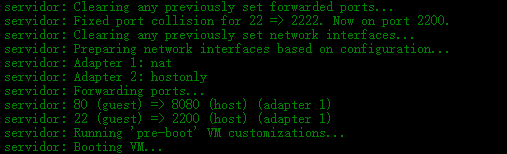 servidor: Clearing any previously set forwarded ports...
servidor: Fixed port collision for 22 => 2222. Now on port 2200.
servidor: Clearing any previously set network interfaces...
servidor: Preparing network interfaces based on configuration...
servidor: Adapter 1: nat
servidor: Adapter 2: hostonly
servidor: Forwarding ports...
servidor: 80 (guest) => 8080 (host) (adapter 1)
servidor: 22 (guest) => 2200 (host) (adapter 1)
servidor: Running 'pre-boot' VM customizations...
servidor: Booting VM...